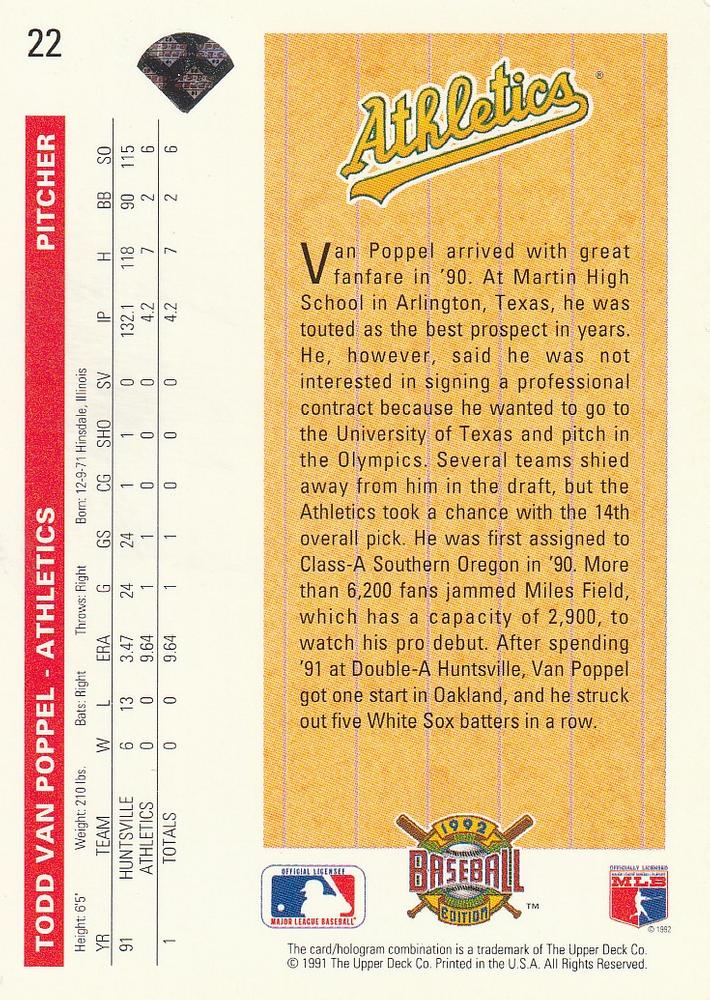 22
TODD VAN POPPEL - ATHLETICS PITCHER
Height: 6'5" Weight: 210 lbs. Bats: Right Throws: Right Born: 12-9-71 Hinsdale, Illinois
YR TEAM W L ERA G GS CG SHO SV IP H BB SO
91 HUNTSVILLE 6 13 3.47 24 24 1 1 0 132.1 118 90 115
ATHLETICS 0 0 9.64 1 1 0 0 0 4.2 7 2 6
1 TOTALS 0 0 9.64 1 1 0 0 0 4.2 7 2 6
Athletics ®
Van Poppel arrived with great
fanfare in '90. At Martin High
School in Arlington, Texas, he was
touted as the best prospect in years.
He, however, said he was not
interested in signing a professional
contract because he wanted to go to
the University of Texas and pitch in
the Olympics. Several teams shied
away from him in the draft, but the
Athletics took a chance with the 14th
overall pick. He was first assigned to
Class-A Southern Oregon in '90. More
than 6,200 fans jammed Miles Field,
which has a capacity of 2,900, to
watch his pro debut. After spending
'91 at Double-A Huntsville, Van Poppel
got one start in Oakland, and he struck
out five White Sox batters in a row.
OFFICIAL LICENSEE
MAJOR LEAGUE BASEBALL
1992
BASEBALL
EDITION
™
OFFICIALLY LICENSED
MAJOR LEAGUE BASEBALL PLAYERS
MLB
© 1992
The card/hologram combination is a trademark of The Upper Deck Co.
© 1991 The Upper Deck Co. Printed in the U.S.A. All Rights Reserved.